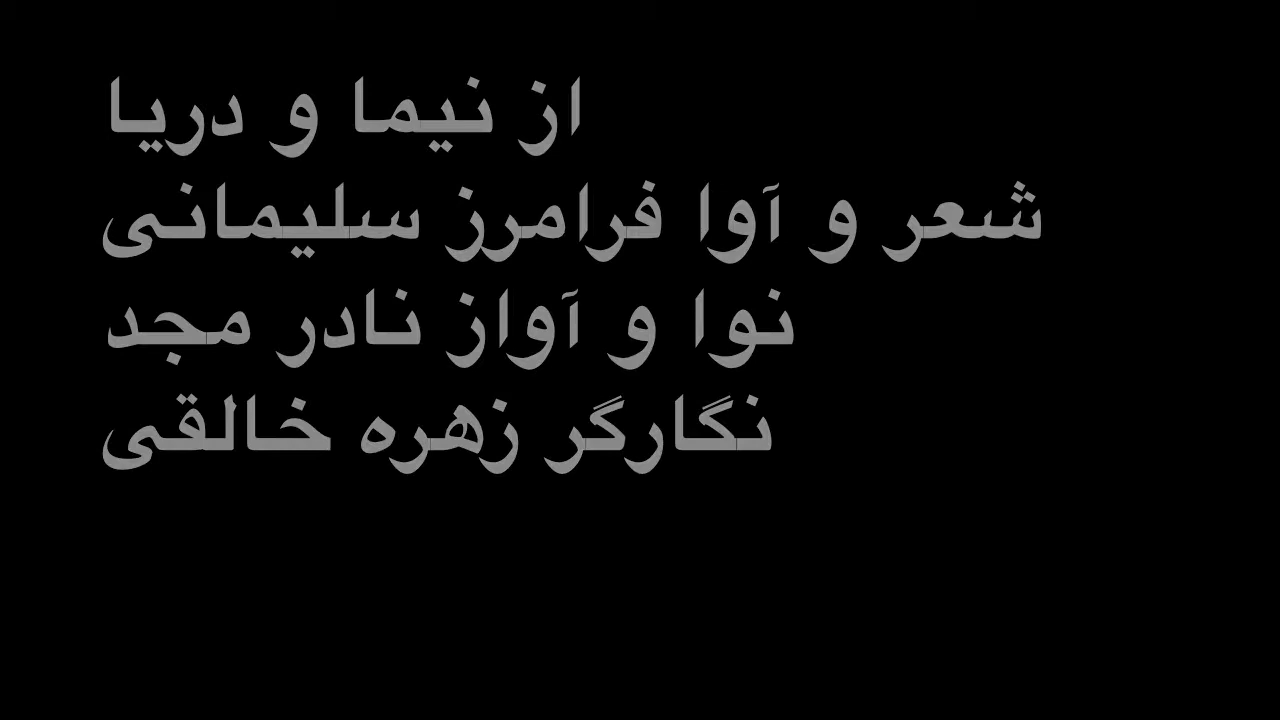 از نیما و دریا
شعر و آوا فرامرز سلیمانی
نوا و آواز نادر مجد
نگارگر زهره خالقی